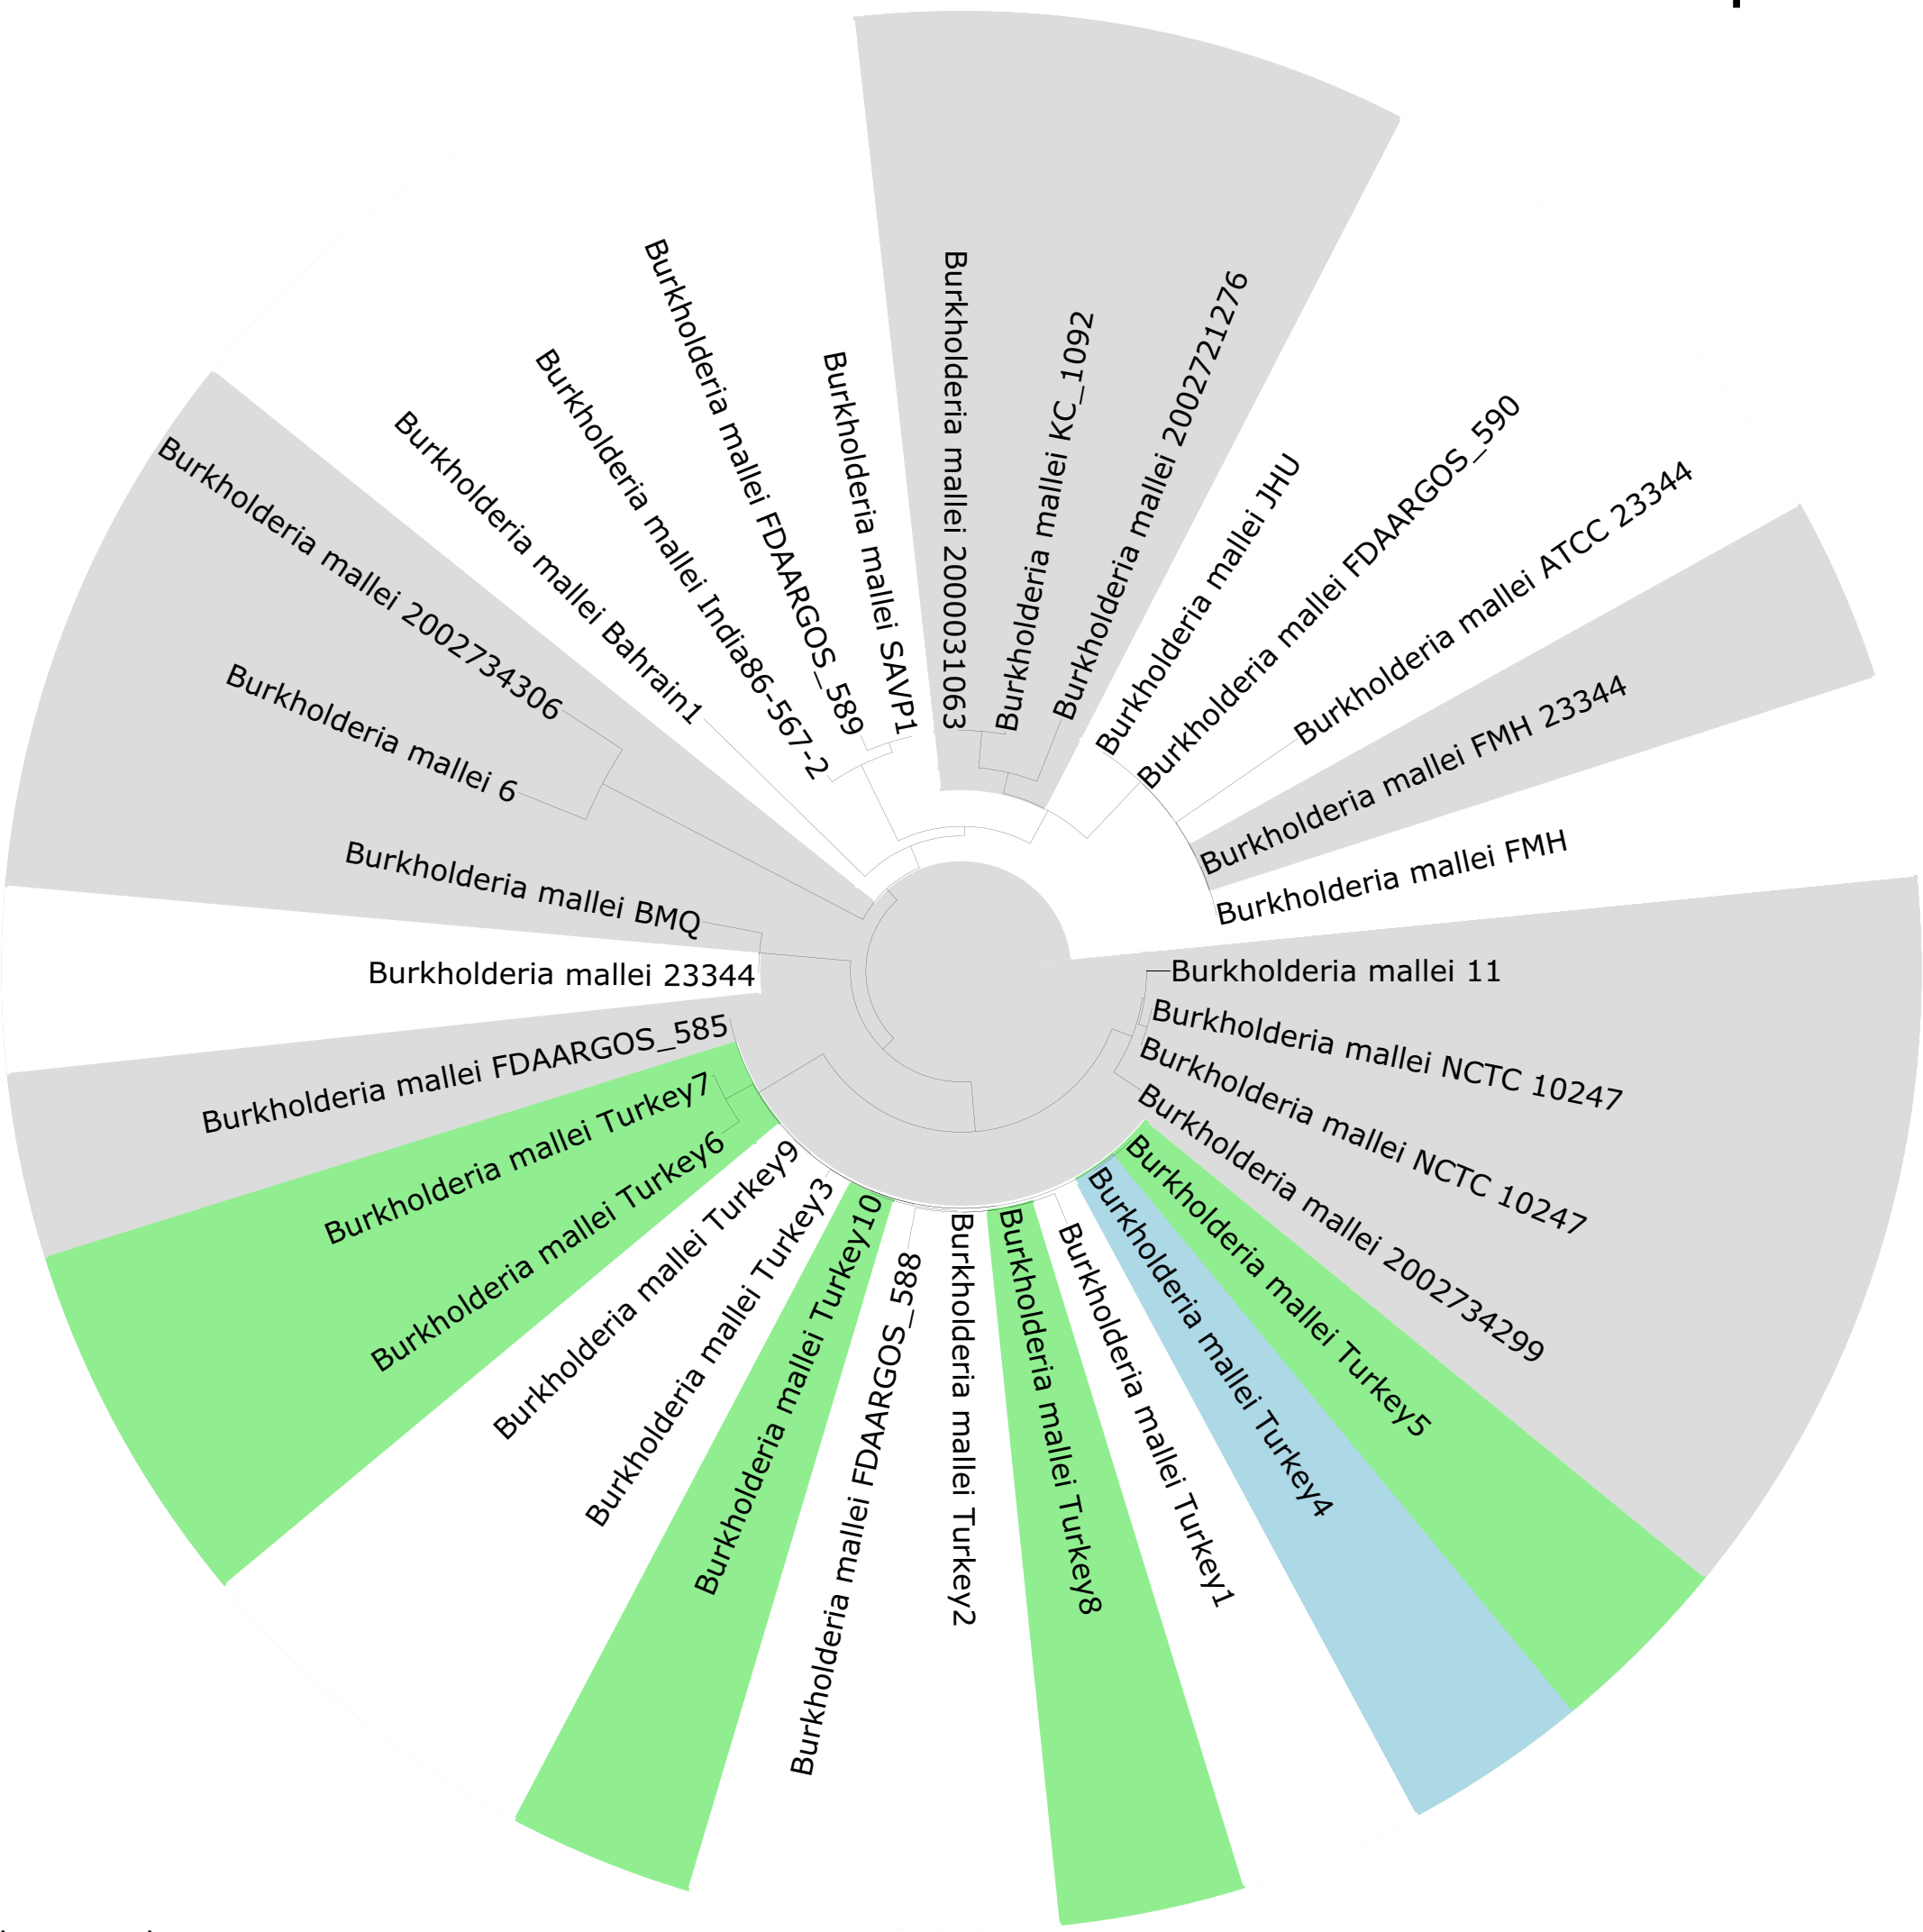 Burkholderia mallei 2000031063
Burkholderia mallei KC_1092
Burkholderia mallei 2002721276
Burkholderia mallei JHU
Burkholderia mallei FDAARGOS_590
Burkholderia mallei ATCC 23344
Burkholderia mallei FMH 23344
Burkholderia mallei FMH
Burkholderia mallei 11
Burkholderia mallei NCTC 10247
Burkholderia mallei NCTC 10247
Burkholderia mallei 2002734299
Burkholderia mallei Turkey5
Burkholderia mallei Turkey4
Burkholderia mallei Turkey1
Burkholderia mallei Turkey8
Burkholderia mallei Turkey2
Burkholderia mallei FDAARGOS_588
Burkholderia mallei Turkey10
Burkholderia mallei Turkey3
Burkholderia mallei Turkey9
Burkholderia mallei Turkey6
Burkholderia mallei Turkey7
Burkholderia mallei FDAARGOS_585
Burkholderia mallei 23344
Burkholderia mallei BMQ
Burkholderia mallei 6
Burkholderia mallei 2002734306
Burkholderia mallei Bahrain1
Burkholderia mallei India86-567-2
Burkholderia mallei FDAARGOS_589
Burkholderia mallei SAVP1